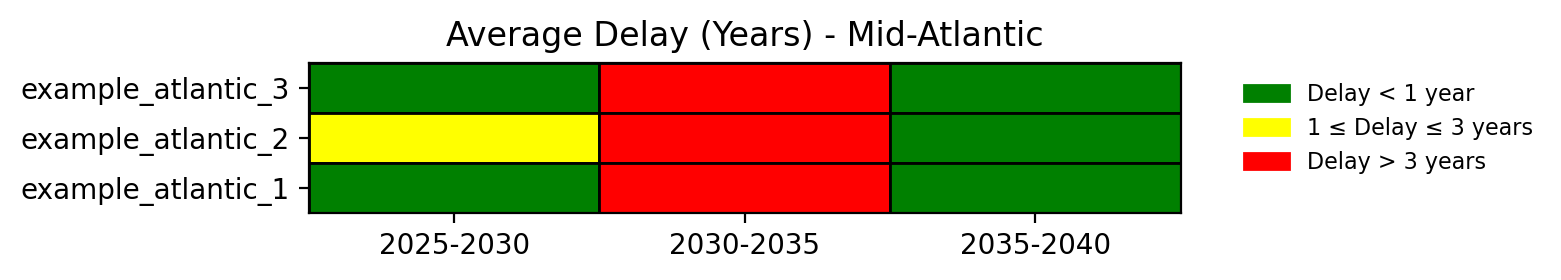 Average Delay (Years) - Mid-Atlantic
example_atlantic_3
example_atlantic_2
example_atlantic_1
2025-2030
2030-2035
2035-2040
Delay < 1 year
1 ≤ Delay ≤ 3 years
Delay > 3 years